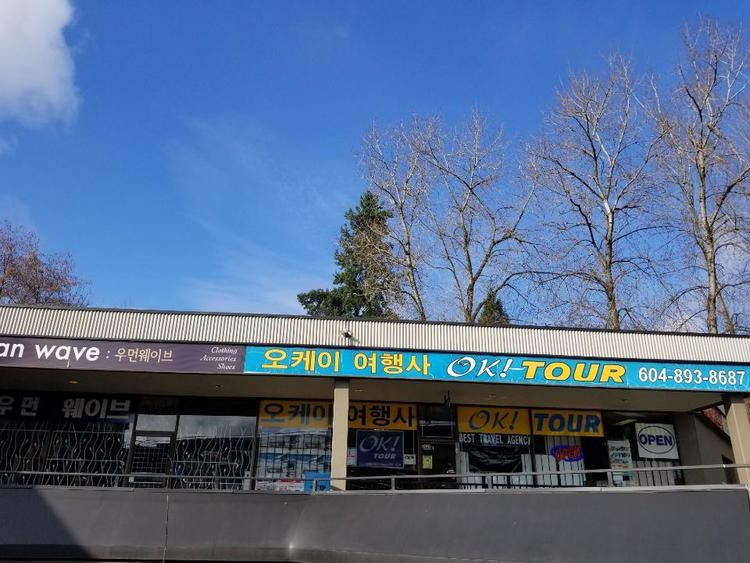 an wave : 우먼웨이브
Clothing
Accessories
Shoes
오케이 여행사 OK!-TOUR 604-893-8687
우먼 웨이브
오케이 여행사
OK! TOUR
BEST TRAVEL AGENCY
OK!
TOUR
OPEN
OPEN